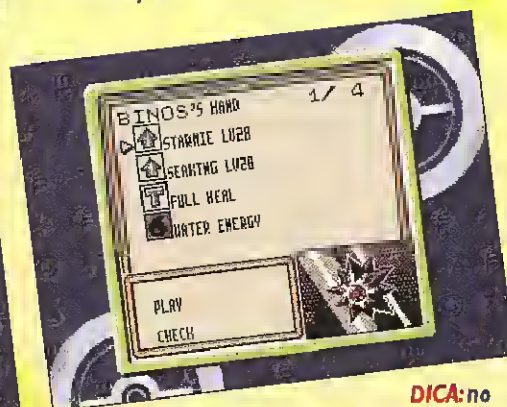 BINOS'S HAND 1/ 4
STARMIE LV28
SEAKING LV28
FULL HEAL
WATER ENERGY
PLAY
CHECK
DICA: no